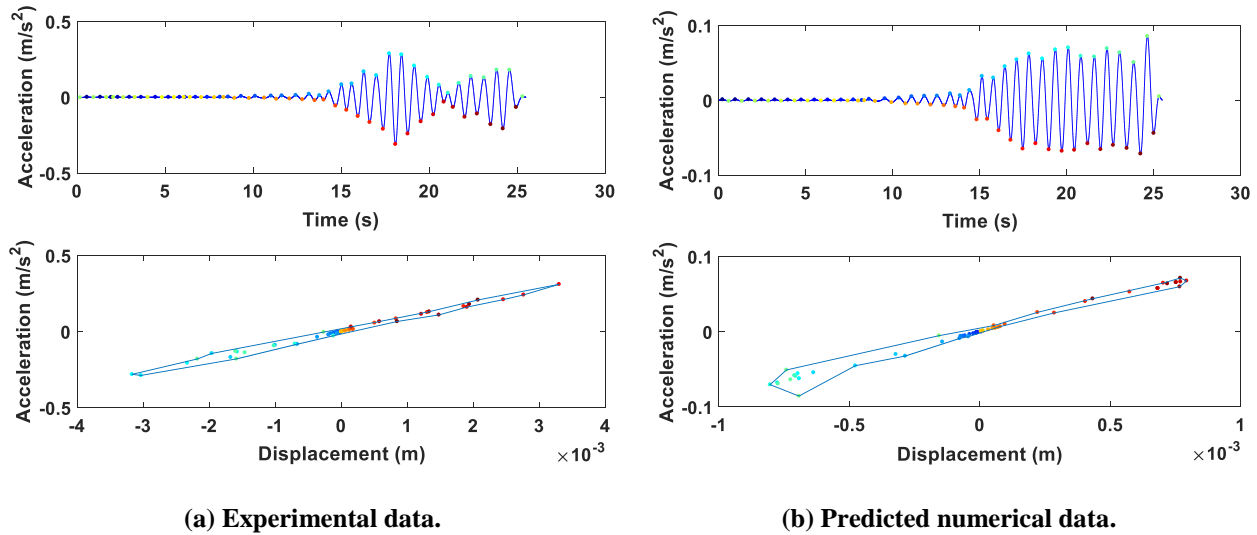 0.5
0
-0.5
Acceleration (m/s²)
0 5 10 15 20 25 30
Time (s)
0.1
0
-0.1
Acceleration (m/s²)
0 5 10 15 20 25 30
Time (s)
0.5
0
-0.5
Acceleration (m/s²)
-4 -3 -2 -1 0 1 2 3 4
Displacement (m)
×10⁻³
0.1
0
-0.1
Acceleration (m/s²)
-1 -0.5 0 0.5 1
Displacement (m)
×10⁻³
(a) Experimental data.
(b) Predicted numerical data.